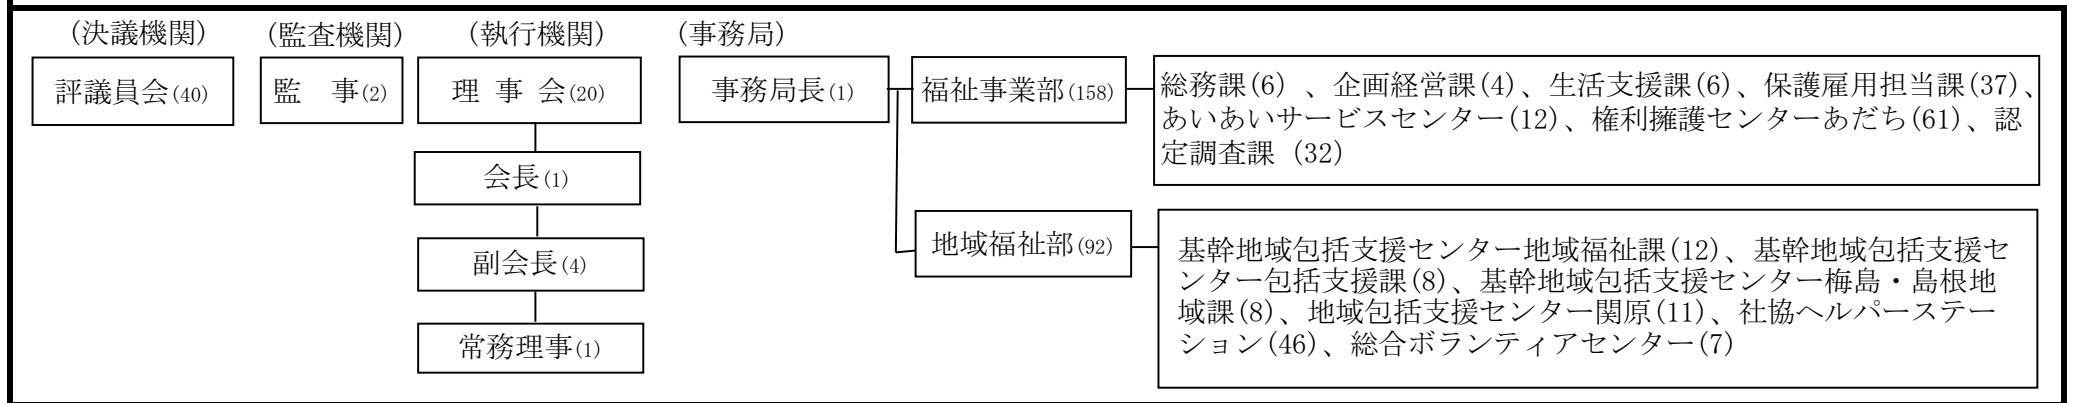 (決議機関)
(監査機関)
(執行機関)
(事務局)
評議員会(40)
監　事(2)
理 事 会(20)
会長(1)
副会長(4)
常務理事(1)
事務局長(1)
福祉事業部(158)
総務課(6) 、企画経営課(4)、生活支援課(6)、保護雇用担当課(37)、
あいあいサービスセンター(12)、権利擁護センターあだち(61)、認
定調査課 (32)
地域福祉部(92)
基幹地域包括支援センター地域福祉課(12)、基幹地域包括支援セ
ンター包括支援課(8)、基幹地域包括支援センター梅島・島根地
域課(8)、地域包括支援センター関原(11)、社協ヘルパーステー
ション(46)、総合ボランティアセンター(7)